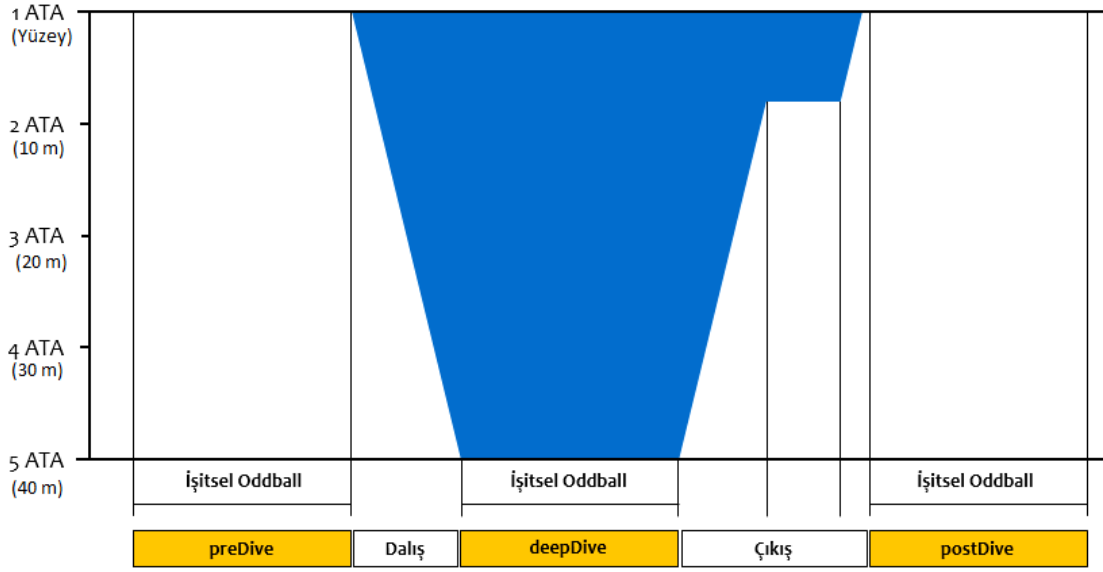 1 ATA
(Yüzey)
2 ATA
(10 m)
3 ATA
(20 m)
4 ATA
(30 m)
5 ATA
(40 m)
İşitsel Oddball
İşitsel Oddball
İşitsel Oddball
preDive
Dalış
deepDive
Çıkış
postDive